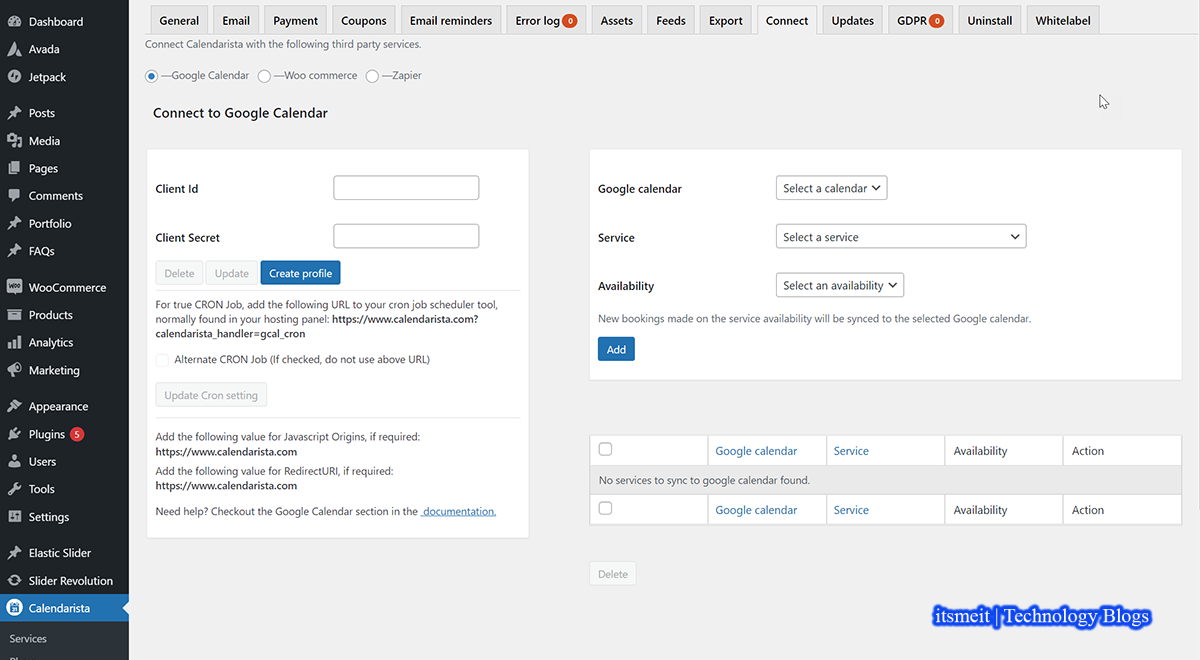 Dashboard
Avada
Jetpack
Posts
Media
Pages
Comments
Portfolio
FAQs
WooCommerce
Products
Analytics
Marketing
Appearance
Plugins 5
Users
Tools
Settings
Elastic Slider
Slider Revolution
Calendarista
Services
General Email Payment Coupons Email reminders Error log 0 Assets Feeds Export Connect Updates GDPR 0 Uninstall Whitelabel
Connect Calendarista with the following third party services.
—Google Calendar —Woo commerce —Zapier
Connect to Google Calendar
Client Id
Client Secret
Delete Update Create profile
For true CRON Job, add the following URL to your cron job scheduler tool,
normally found in your hosting panel: https://www.calendarista.com?
calendarista_handler=gcal_cron
Alternate CRON Job (If checked, do not use above URL)
Update Cron setting
Add the following value for Javascript Origins, if required:
https://www.calendarista.com
Add the following value for RedirectURI, if required:
https://www.calendarista.com
Need help? Checkout the Google Calendar section in the documentation.
Google calendar Select a calendar
Service Select a service
Availability Select an availability
New bookings made on the service availability will be synced to the selected Google calendar.
Add
Google calendar Service Availability Action
No services to sync to google calendar found.
Google calendar Service Availability Action
Delete
itsmeit | Technology Blogs